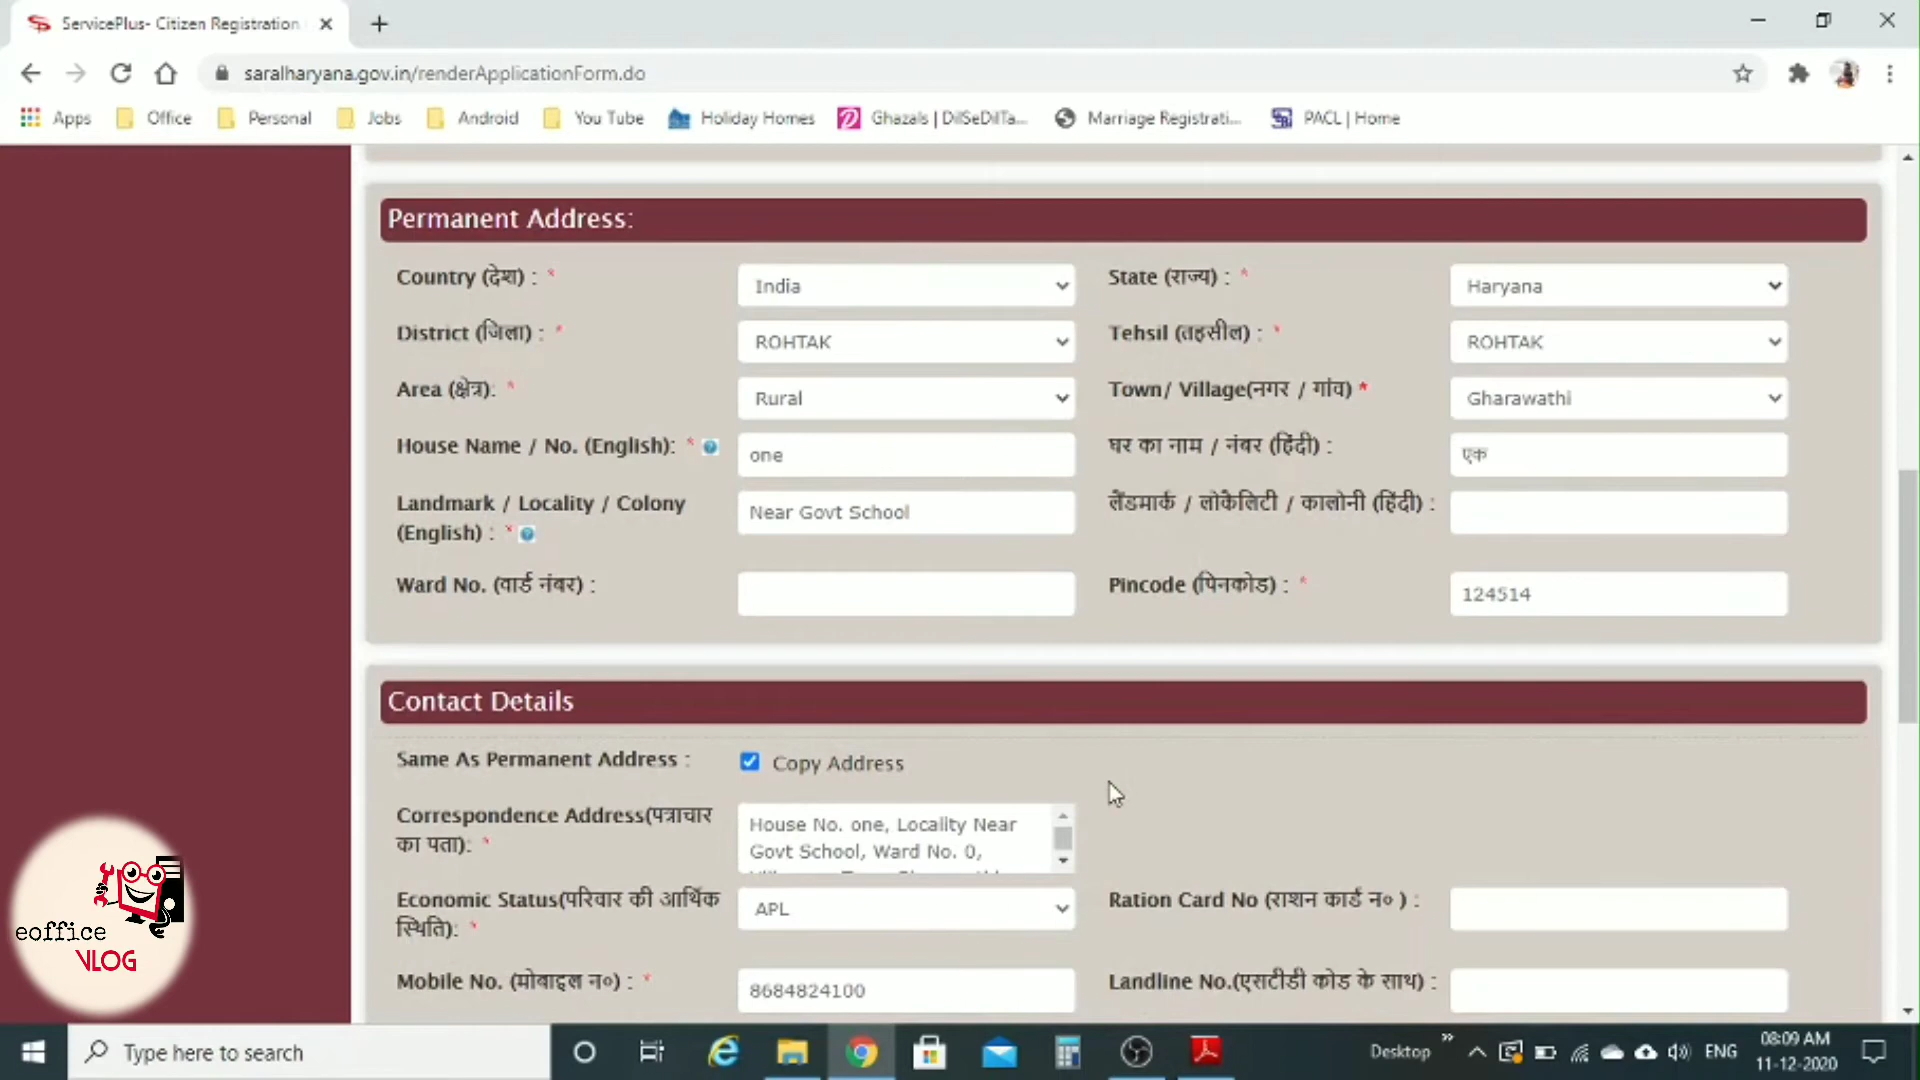 ServicePlus- Citizen Registration
saralharyana.gov.in/renderApplicationForm.do
Apps Office Personal Jobs Android You Tube Holiday Homes Ghazals | DilSeDilTa... Marriage Registrati... PACL | Home
Permanent Address:
Country (देश) : * India State (राज्य) : * Haryana
District (जिला) : * ROHTAK Tehsil (तहसील) : * ROHTAK
Area (क्षेत्र): * Rural Town/ Village(नगर / गांव) * Gharawathi
House Name / No. (English): * one घर का नाम / नंबर (हिंदी) : एक
Landmark / Locality / Colony
(English) : * Near Govt School लैंडमार्क / लोकैलिटी / कालोनी (हिंदी) :
Ward No. (वार्ड नंबर) : Pincode (पिनकोड) : * 124514
Contact Details
Same As Permanent Address : Copy Address
Correspondence Address(पत्राचार
का पता): *
House No. one, Locality Near
Govt School, Ward No. 0,
Economic Status(परिवार की आर्थिक
स्थिति): * APL Ration Card No (राशन कार्ड न० ) :
Mobile No. (मोबाइल न०) : * 8684824100 Landline No.(एसटीडी कोड के साथ) :
eoffice
VLOG
Type here to search
Desktop ENG 08:09 AM
11-12-2020